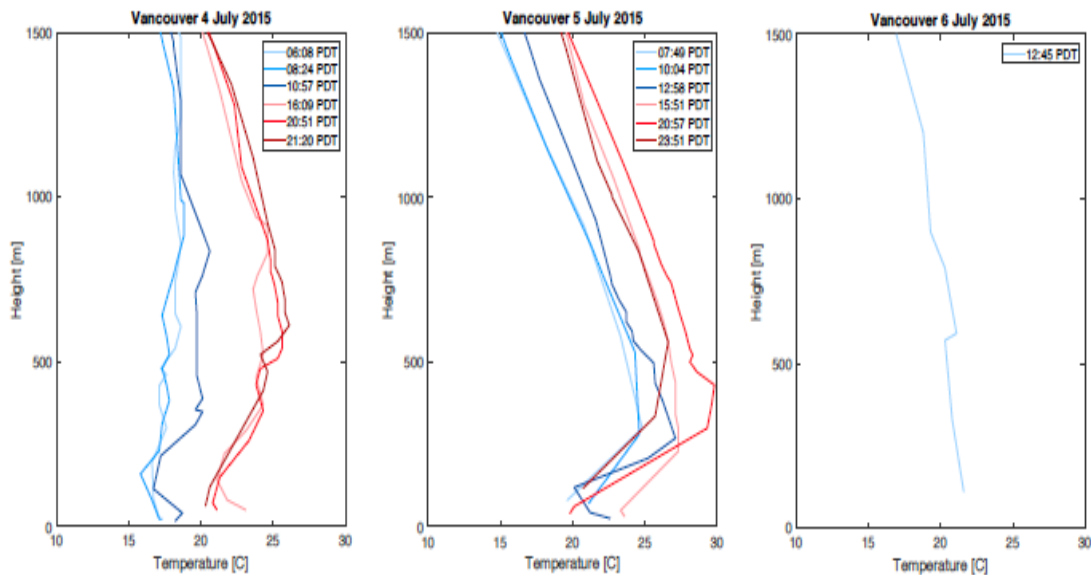 Vancouver 4 July 2015
1500
1000
500
0
10
15
20
25
30
Height [m]
Temperature [C]
06:08 PDT
08:24 PDT
10:57 PDT
16:09 PDT
20:51 PDT
21:20 PDT
Vancouver 5 July 2015
1500
1000
500
0
10
15
20
25
30
Height [m]
Temperature [C]
07:49 PDT
10:04 PDT
12:58 PDT
15:51 PDT
20:57 PDT
23:51 PDT
Vancouver 6 July 2015
1500
1000
500
0
10
15
20
25
30
Height [m]
Temperature [C]
12:45 PDT